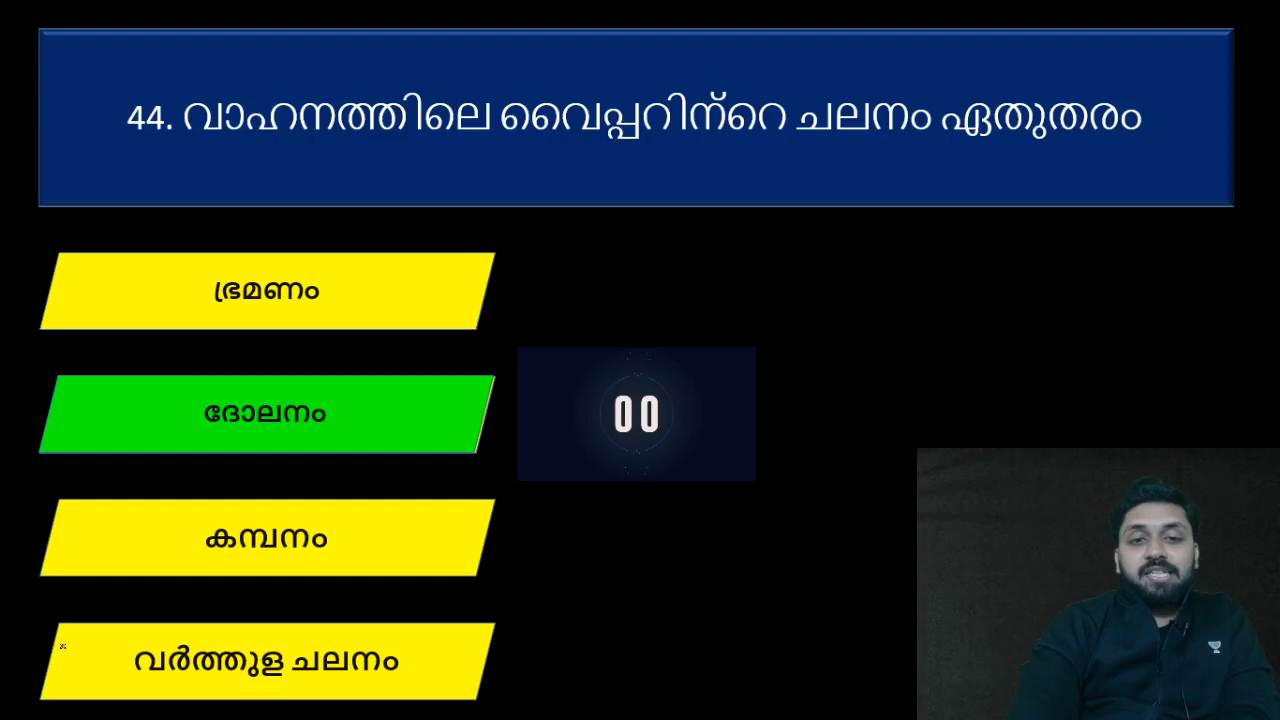 44. വാഹനത്തിലെ വൈപ്പറിന്റെ ചലനം ഏതുതരം
ഭ്രമണം
ദോലനം
00
കമ്പനം
വർത്തുള ചലനം